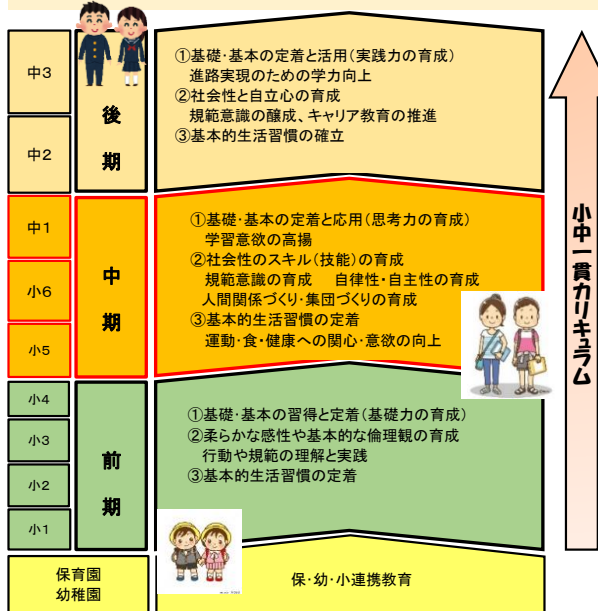 中3
中2
後
期
①基礎・基本の定着と活用(実践力の育成)
進路実現のための学力向上
②社会性と自立心の育成
規範意識の醸成、キャリア教育の推進
③基本的生活習慣の確立
中1
小6
小5
中
期
①基礎・基本の定着と応用(思考力の育成)
学習意欲の高揚
②社会性のスキル(技能)の育成
規範意識の育成　自律性・自主性の育成
人間関係づくり・集団づくりの育成
③基本的生活習慣の定着
運動・食・健康への関心・意欲の向上
小4
小3
小2
小1
前
期
①基礎・基本の習得と定着(基礎力の育成)
②柔らかな感性や基本的な倫理観の育成
行動や規範の理解と実践
③基本的生活習慣の定着
保育園
幼稚園
保・幼・小連携教育
小中一貫カリキュラム